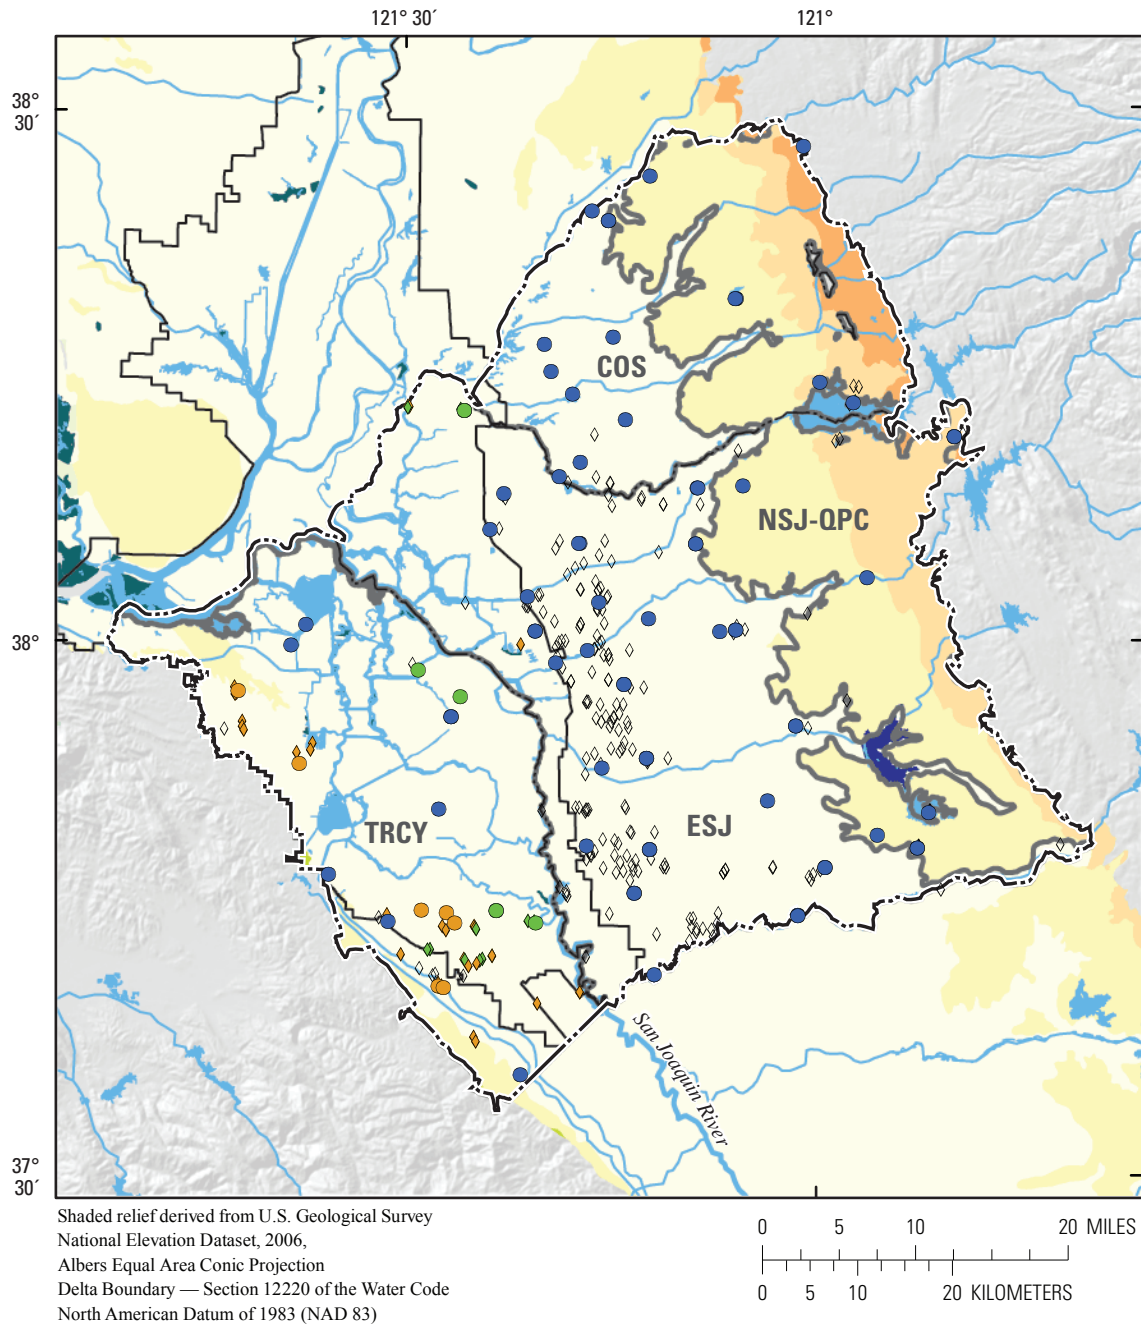 121° 30′
121°
38°
30′
COS
NSJ-QPC
38°
TRCY
ESJ
San Joaquin River
37°
30′
Shaded relief derived from U.S. Geological Survey
National Elevation Dataset, 2006,
Albers Equal Area Conic Projection
Delta Boundary — Section 12220 of the Water Code
North American Datum of 1983 (NAD 83)
0 5 10 20 MILES
0 5 10 20 KILOMETERS